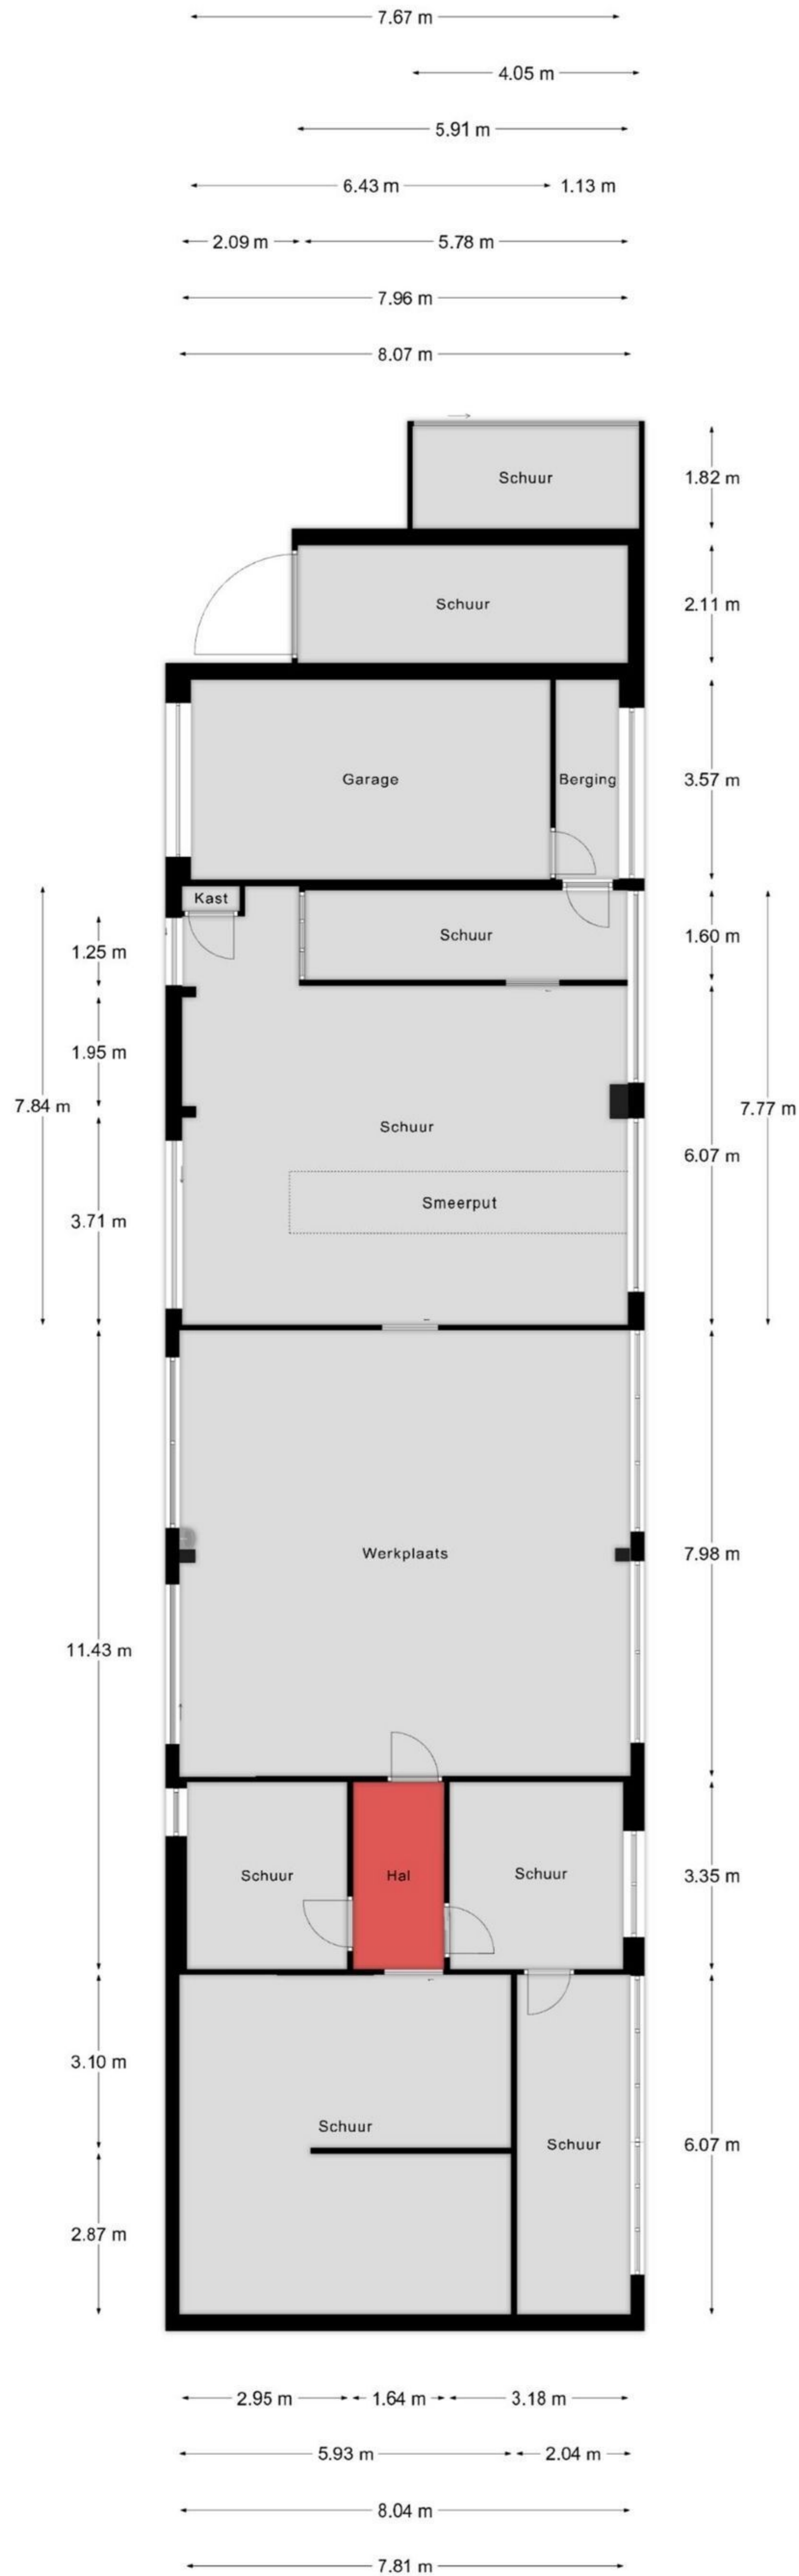 7.67 m
4.05 m
5.91 m
6.43 m 1.13 m
2.09 m 5.78 m
7.96 m
8.07 m
Schuur 1.82 m
Schuur 2.11 m
Garage Berging 3.57 m
Kast
Schuur 1.60 m
1.25 m
1.95 m
7.84 m 7.77 m
Schuur
6.07 m
Smeerput
3.71 m
Werkplaats 7.98 m
11.43 m
Schuur Hal Schuur 3.35 m
3.10 m
Schuur
Schuur 6.07 m
2.87 m
2.95 m 1.64 m 3.18 m
5.93 m 2.04 m
8.04 m
7.81 m